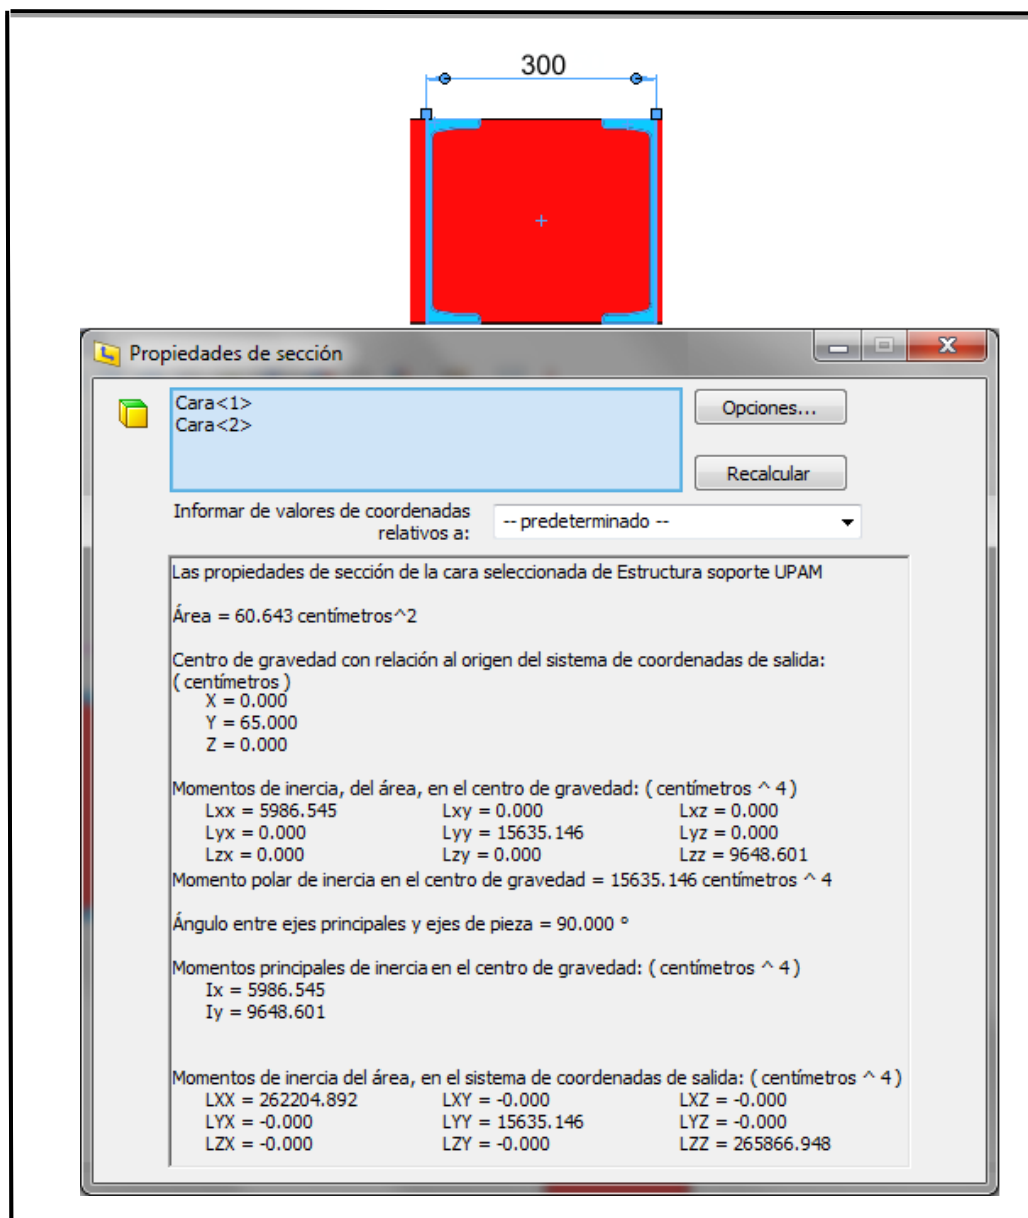 300
Propiedades de sección
Cara<1>
Cara<2>
Opciones...
Recalcular
Informar de valores de coordenadas
relativos a:
-- predeterminado --
Las propiedades de sección de la cara seleccionada de Estructura soporte UPAM
Área = 60.643 centímetros^2
Centro de gravedad con relación al origen del sistema de coordenadas de salida:
( centímetros )
X = 0.000
Y = 65.000
Z = 0.000
Momentos de inercia, del área, en el centro de gravedad: ( centímetros ^ 4 )
Lxx = 5986.545 Lxy = 0.000 Lxz = 0.000
Lyx = 0.000 Lyy = 15635.146 Lyz = 0.000
Lzx = 0.000 Lzy = 0.000 Lzz = 9648.601
Momento polar de inercia en el centro de gravedad = 15635.146 centímetros ^ 4
Ángulo entre ejes principales y ejes de pieza = 90.000 °
Momentos principales de inercia en el centro de gravedad: ( centímetros ^ 4 )
Ix = 5986.545
Iy = 9648.601
Momentos de inercia del área, en el sistema de coordenadas de salida: ( centímetros ^ 4 )
LXX = 262204.892 LXY = -0.000 LXZ = -0.000
LYX = -0.000 LYY = 15635.146 LYZ = -0.000
LZX = -0.000 LZY = -0.000 LZZ = 265866.948